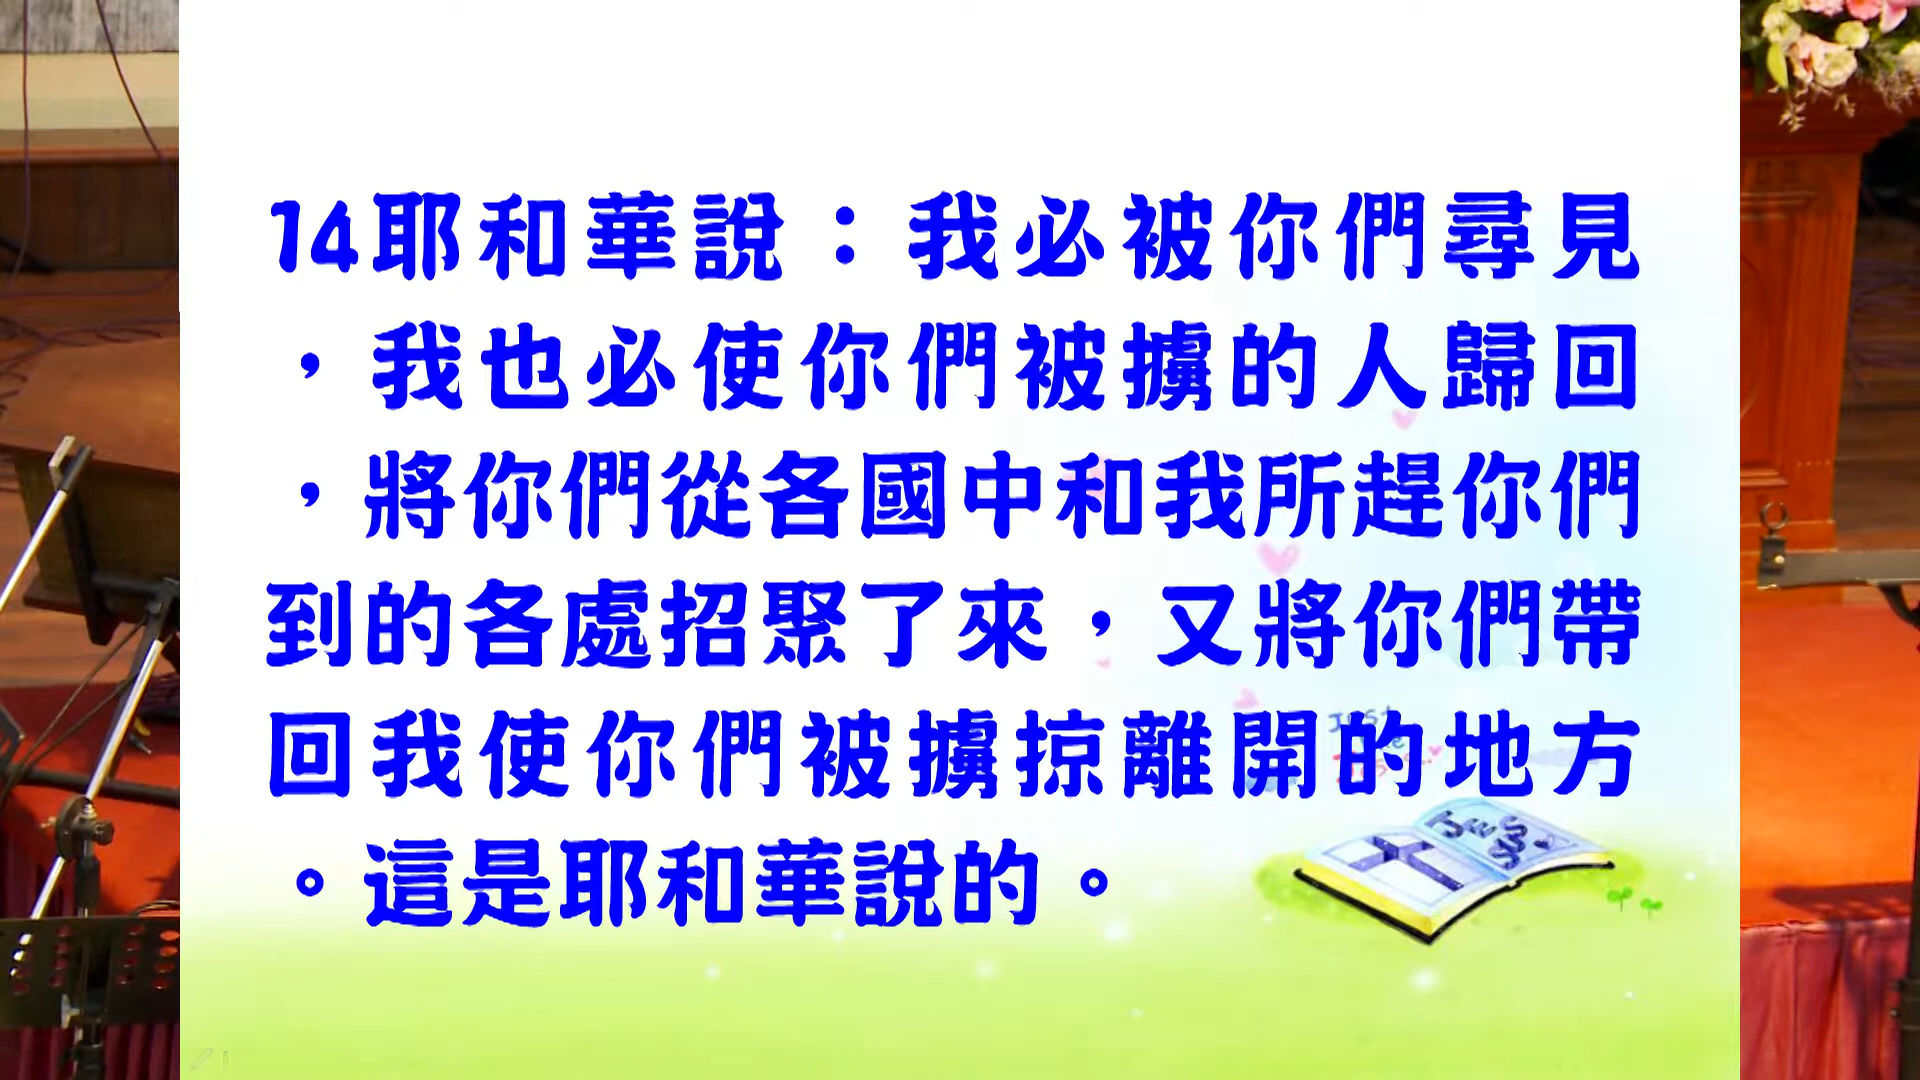 14耶和華說：我必被你們尋見
，我也必使你們被擄的人歸回
，將你們從各國中和我所趕你們
到的各處招聚了來，又將你們帶
回我使你們被擄掠離開的地方
。這是耶和華說的。